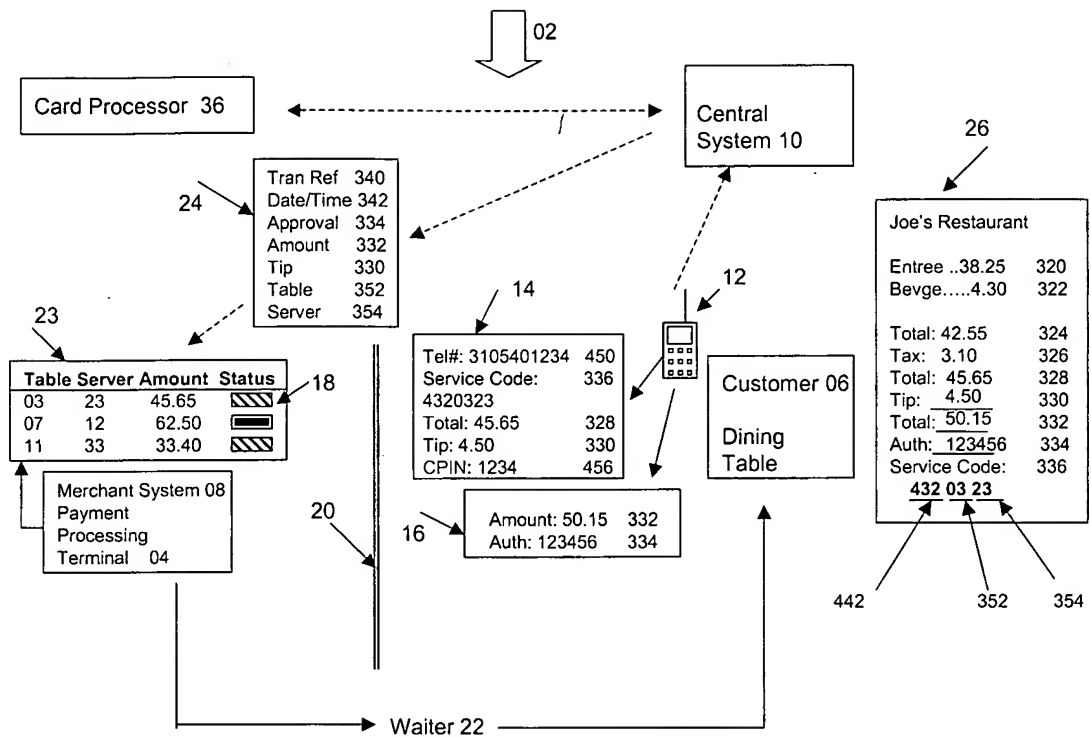 02
Card Processor 36
Central
System 10
26
24
Tran Ref 340
Date/Time 342
Approval 334
Amount 332
Tip 330
Table 352
Server 354
Joe's Restaurant
Entree ..38.25 320
Bevge.....4.30 322
Total: 42.55 324
Tax: 3.10 326
Total: 45.65 328
Tip: 4.50 330
Total: 50.15 332
Auth: 123456 334
Service Code: 336
432 03 23
442 352 354
14
12
Tel#: 3105401234 450
Service Code: 336
4320323
Total: 45.65 328
Tip: 4.50 330
CPIN: 1234 456
Customer 06
Dining
Table
23
Table Server Amount Status
03 23 45.65
07 12 62.50
11 33 33.40
18
Merchant System 08
Payment
Processing
Terminal 04
20
16
Amount: 50.15 332
Auth: 123456 334
Waiter 22